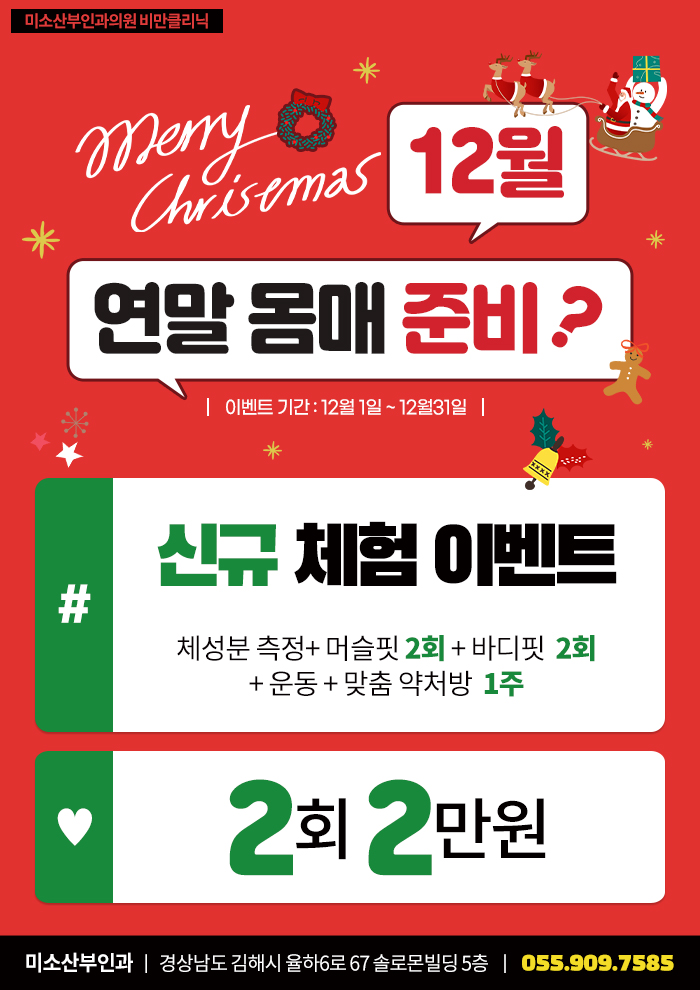 미소산부인과의원 비만클리닉
Merry
Chrisemas
12월
연말 몸매 준비?
| 이벤트 기간 : 12월 1일 ~ 12월31일 |
#
신규 체험 이벤트
체성분 측정+ 머슬핏 2회 + 바디핏 2회
+ 운동 + 맞춤 약처방 1주
2회 2만원
미소산부인과 | 경상남도 김해시 율하6로 67 솔로몬빌딩 5층 | 055.909.7585